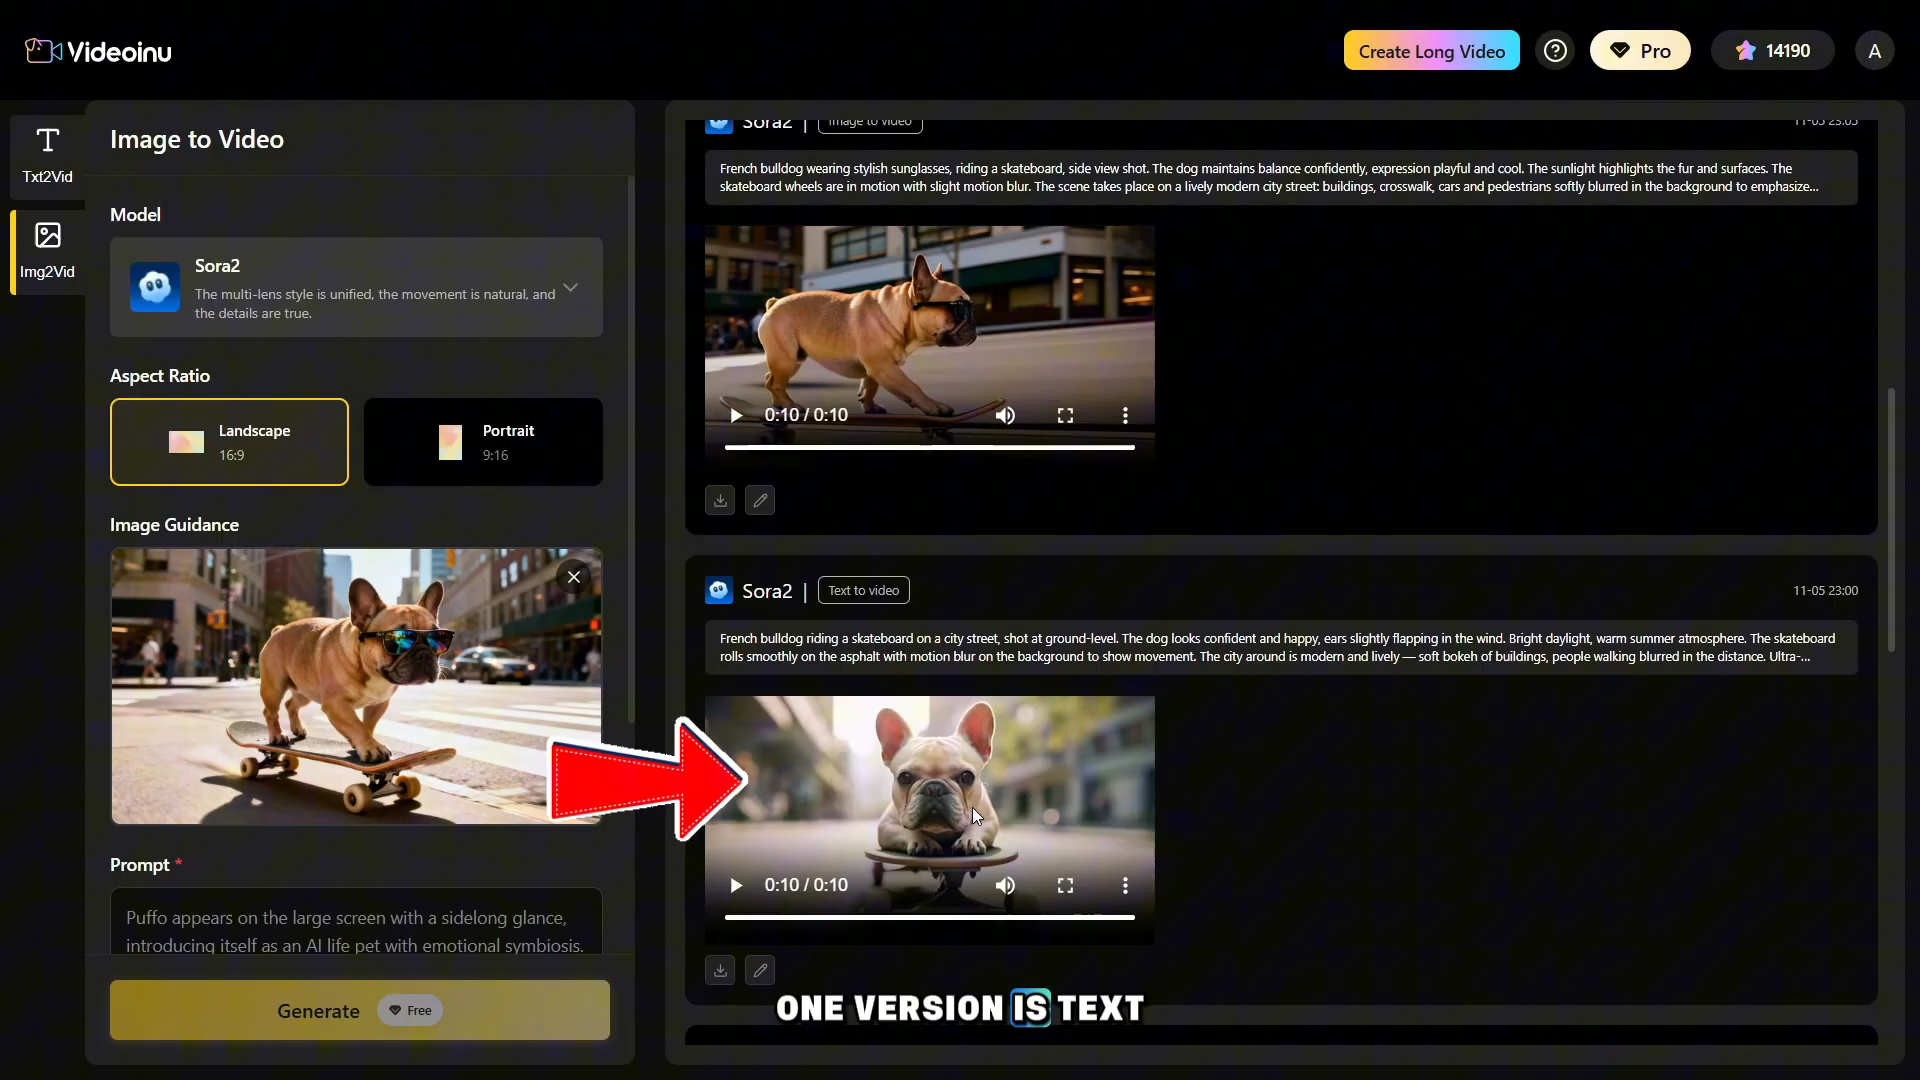 Videoinu
Create Long Video
Pro
14190
A
Txt2Vid
Img2Vid
Image to Video
Model
Sora2
The multi-lens style is unified, the movement is natural, and
the details are true.
Aspect Ratio
Landscape
16:9
Portrait
9:16
Image Guidance
Prompt *
Puffo appears on the large screen with a sidelong glance,
introducing itself as an AI life pet with emotional symbiosis.
Generate
Free
Sora2 | Image to video
11-05 23:05
French bulldog wearing stylish sunglasses, riding a skateboard, side view shot. The dog maintains balance confidently, expression playful and cool. The sunlight highlights the fur and surfaces. The
skateboard wheels are in motion with slight motion blur. The scene takes place on a lively modern city street: buildings, crosswalk, cars and pedestrians softly blurred in the background to emphasize...
0:10 / 0:10
Sora2 | Text to video
11-05 23:00
French bulldog riding a skateboard on a city street, shot at ground-level. The dog looks confident and happy, ears slightly flapping in the wind. Bright daylight, warm summer atmosphere. The skateboard
rolls smoothly on the asphalt with motion blur on the background to show movement. The city around is modern and lively — soft bokeh of buildings, people walking blurred in the distance. Ultra-...
0:10 / 0:10
ONE VERSION IS TEXT